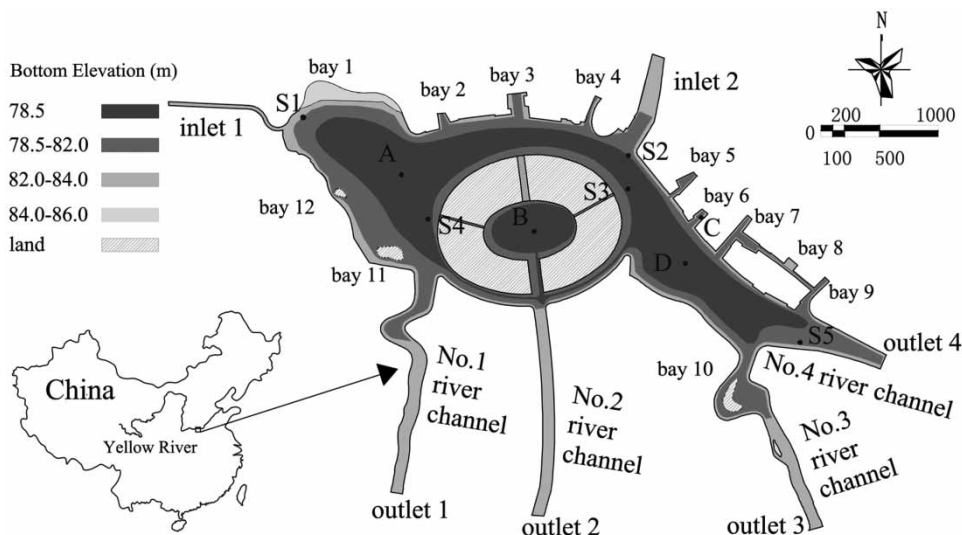 Bottom Elevation (m)
78.5
78.5-82.0
82.0-84.0
84.0-86.0
land
inlet 1
S1
bay 1
bay 2
bay 3
bay 4
inlet 2
N
200
1000
0
100
500
A
S2
bay 5
S3
bay 6
bay 12
S4
B
C
bay 7
bay 8
bay 11
D
bay 9
S5
outlet 4
China
Yellow River
No.1
river
channel
No.2
river
channel
bay 10
No.4 river channel
No.3
river
channel
outlet 1
outlet 2
outlet 3